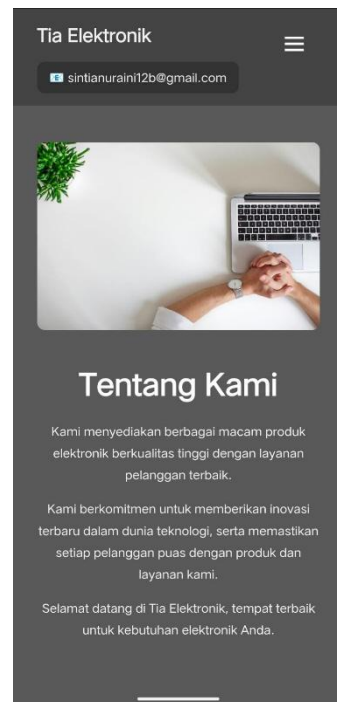 Tia Elektronik
sintianuraini12b@gmail.com
Tentang Kami
Kami menyediakan berbagai macam produk
elektronik berkualitas tinggi dengan layanan
pelanggan terbaik.
Kami berkomitmen untuk memberikan inovasi
terbaru dalam dunia teknologi, serta memastikan
setiap pelanggan puas dengan produk dan
layanan kami.
Selamat datang di Tia Elektronik, tempat terbaik
untuk kebutuhan elektronik Anda.